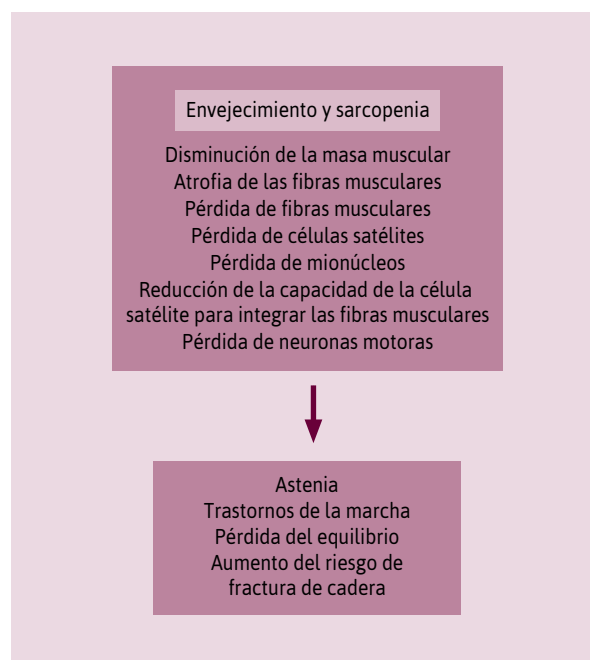 Envejecimiento y sarcopenia
Disminución de la masa muscular
Atrofia de las fibras musculares
Pérdida de fibras musculares
Pérdida de células satélites
Pérdida de mionúcleos
Reducción de la capacidad de la célula
satélite para integrar las fibras musculares
Pérdida de neuronas motoras
Astenia
Trastornos de la marcha
Pérdida del equilibrio
Aumento del riesgo de
fractura de cadera